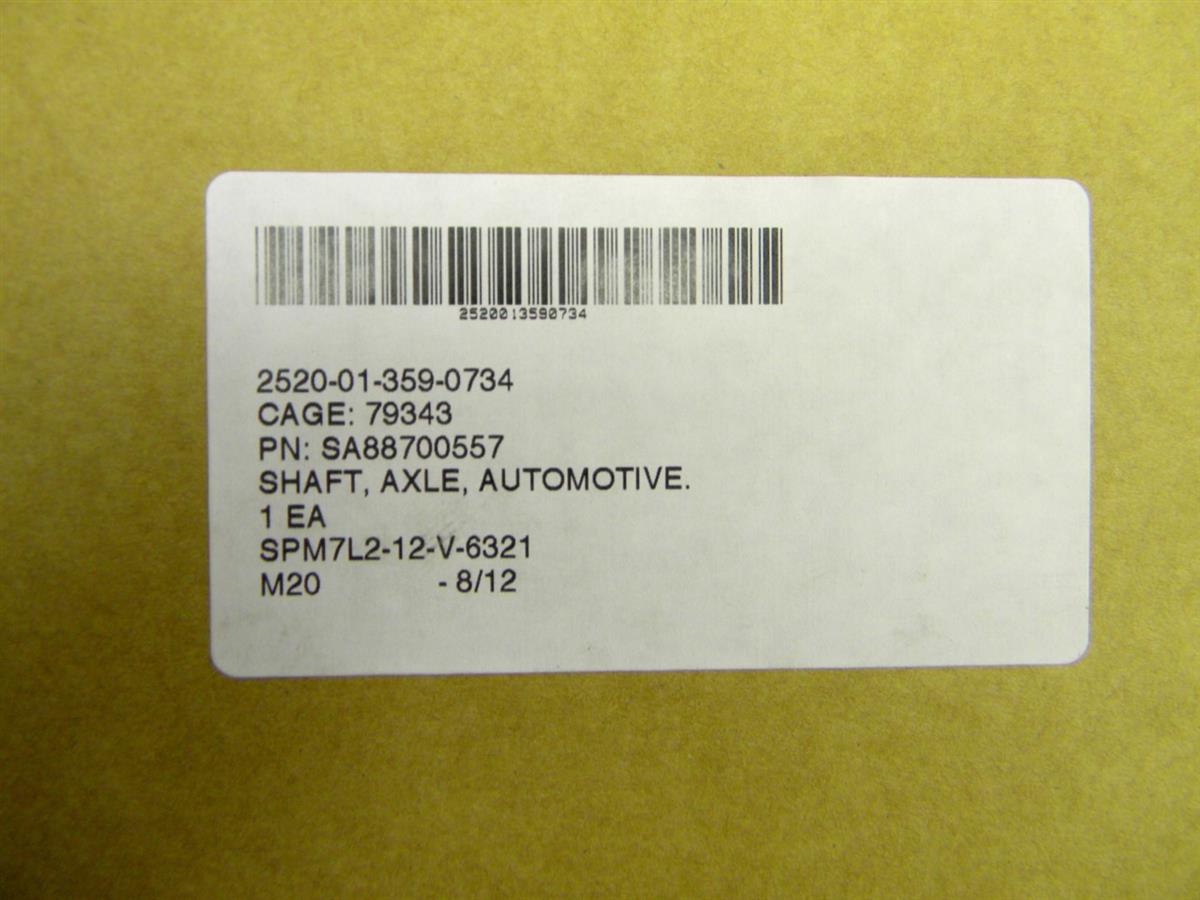 2520013590734
2520-01-359-0734
CAGE: 79343
PN: SA88700557
SHAFT, AXLE, AUTOMOTIVE.
1 EA
SPM7L2-12-V-6321
M20 - 8/12